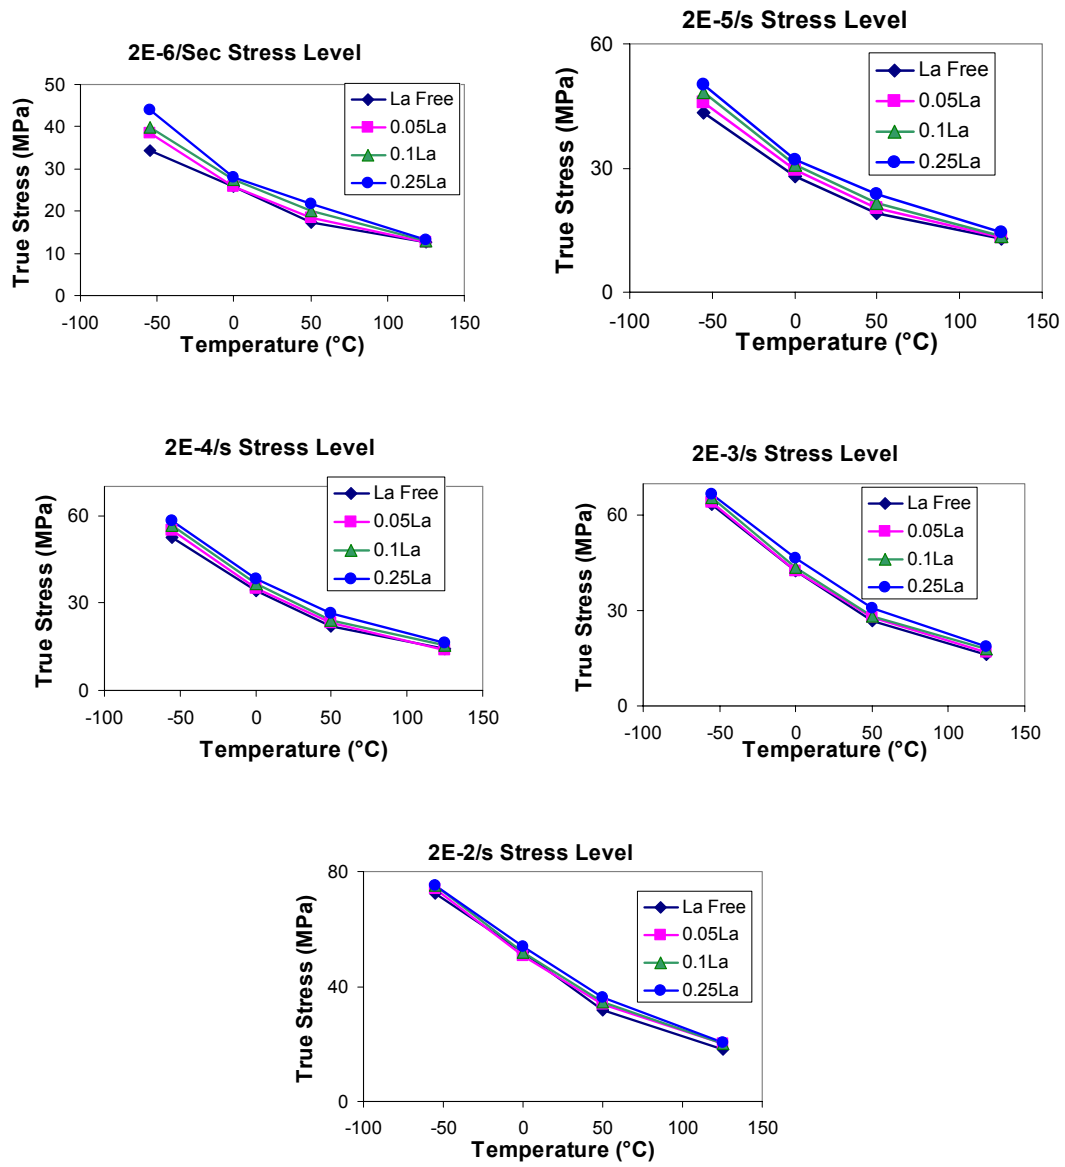 2E-6/Sec Stress Level
True Stress (MPa)
50
40
30
20
10
0
-100 -50 0 50 100 150
Temperature (°C)
La Free
0.05La
0.1La
0.25La
2E-5/s Stress Level
True Stress (MPa)
60
30
0
-100 -50 0 50 100 150
Temperature (°C)
La Free
0.05La
0.1La
0.25La
2E-4/s Stress Level
True Stress (MPa)
60
30
0
-100 -50 0 50 100 150
Temperature (°C)
La Free
0.05La
0.1La
0.25La
2E-3/s Stress Level
True Stress (MPa)
60
30
0
-100 -50 0 50 100 150
Temperature (°C)
La Free
0.05La
0.1La
0.25La
2E-2/s Stress Level
True Stress (MPa)
80
40
0
-100 -50 0 50 100 150
Temperature (°C)
La Free
0.05La
0.1La
0.25La